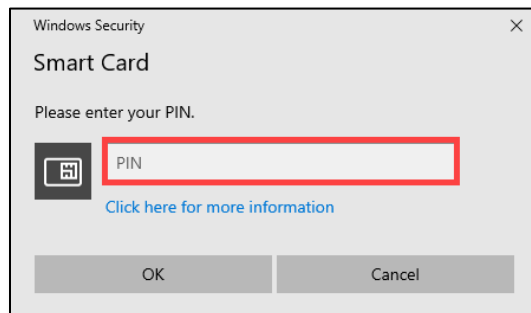 Windows Security
Smart Card
Please enter your PIN.
PIN
Click here for more information
OK
Cancel